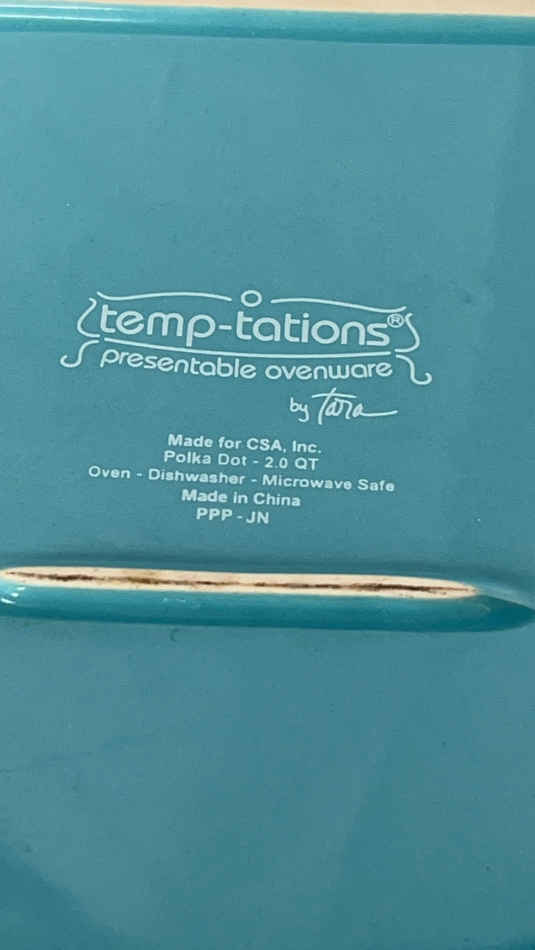 temp-tations®
presentable ovenware
by Tara
Made for CSA, Inc.
Polka Dot - 2.0 QT
Oven - Dishwasher - Microwave Safe
Made in China
PPP - JN